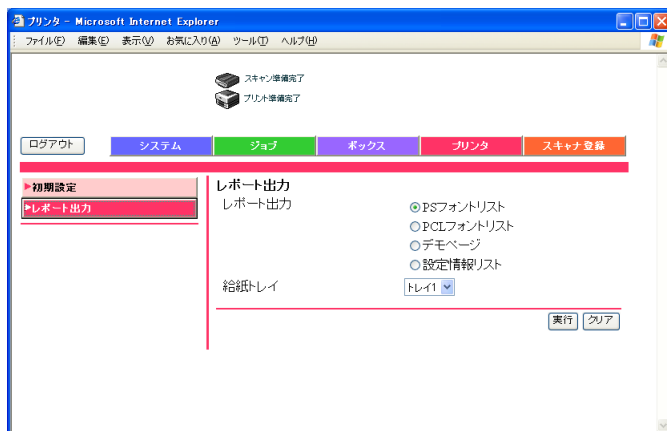 プリンタ - Microsoft Internet Explorer
ファイル(F) 編集(E) 表示(V) お気に入り(A) ツール(T) ヘルプ(H)
スキャン準備完了
プリント準備完了
ログアウト システム ジョブ ボックス プリンタ スキャナ登録
初期設定
レポート出力
レポート出力
レポート出力
PSフォントリスト
PCLフォントリスト
デモページ
設定情報リスト
給紙トレイ トレイ1
実行 クリア